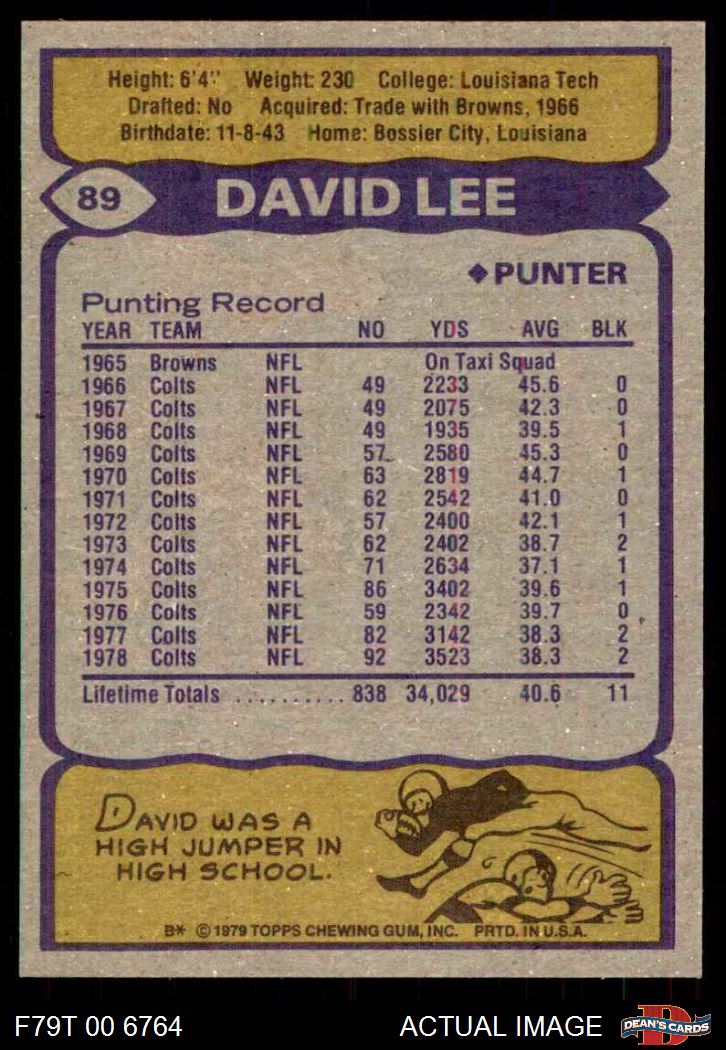 Height: 6'4" Weight: 230 College: Louisiana Tech
Drafted: No Acquired: Trade with Browns, 1966
Birthdate: 11-8-43 Home: Bossier City, Louisiana
89 DAVID LEE
◆PUNTER
Punting Record
YEAR TEAM NO YDS AVG BLK
1965 Browns NFL On Taxi Squad
1966 Colts NFL 49 2233 45.6 0
1967 Colts NFL 49 2075 42.3 0
1968 Colts NFL 49 1935 39.5 1
1969 Colts NFL 57 2580 45.3 0
1970 Colts NFL 63 2819 44.7 1
1971 Colts NFL 62 2542 41.0 0
1972 Colts NFL 57 2400 42.1 1
1973 Colts NFL 62 2402 38.7 2
1974 Colts NFL 71 2634 37.1 1
1975 Colts NFL 86 3402 39.6 1
1976 Colts NFL 59 2342 39.7 0
1977 Colts NFL 82 3142 38.3 2
1978 Colts NFL 92 3523 38.3 2
Lifetime Totals .......... 838 34,029 40.6 11
DAVID WAS A
HIGH JUMPER IN
HIGH SCHOOL.
B* © 1979 TOPPS CHEWING GUM, INC. PRTD. IN U.S.A.
F79T 00 6764 ACTUAL IMAGE D DEAN'S CARDS